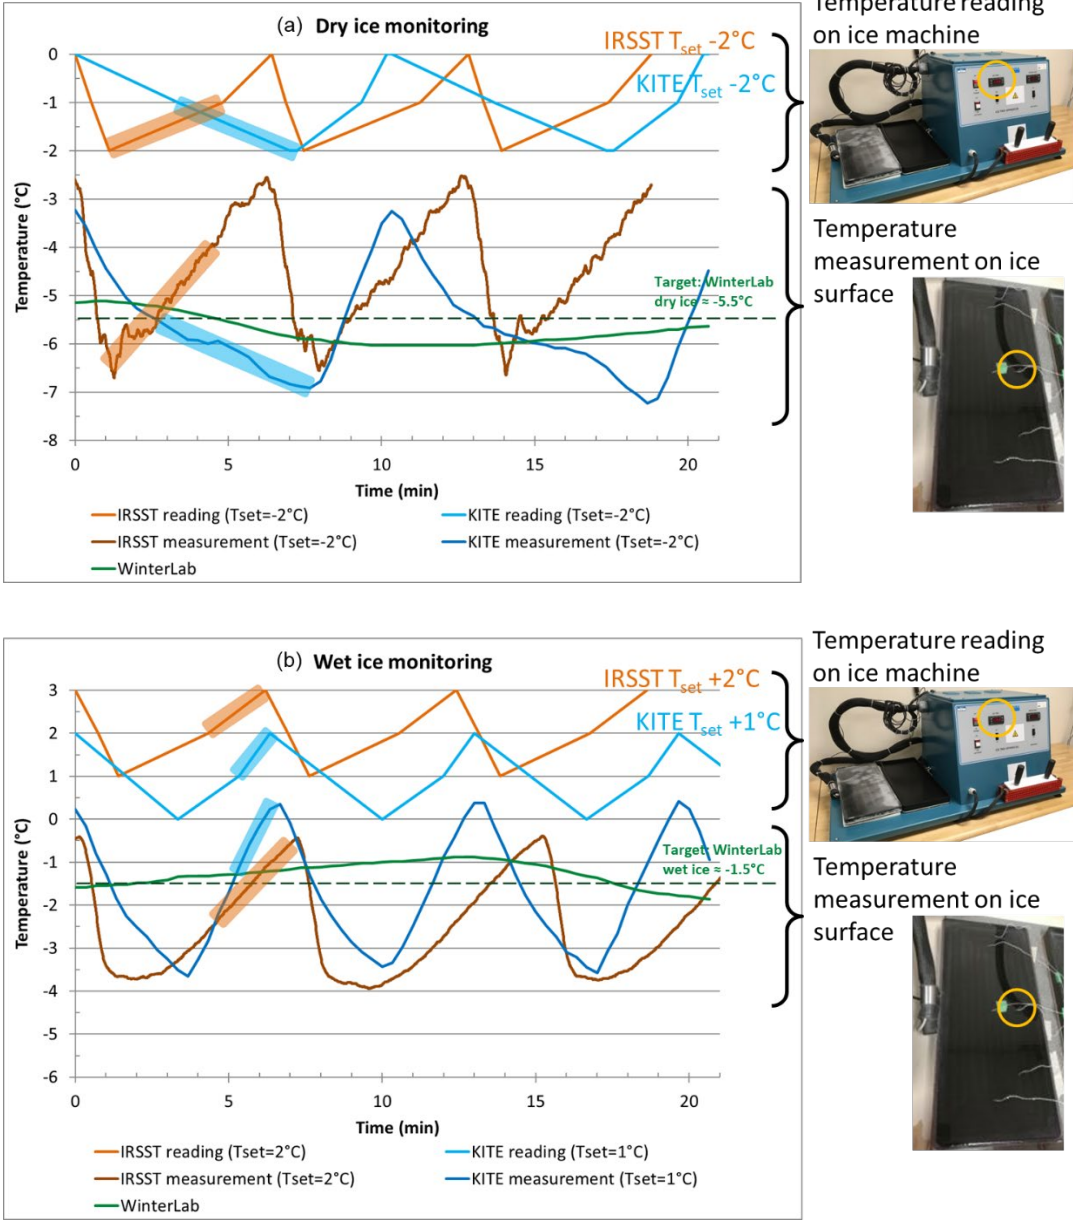 (a) Dry ice monitoring
IRSST Tset -2°C
KITE Tset -2°C
Temperature reading
on ice machine
0
-1
-2
-3
-4
-5
-6
-7
-8
Temperature (°C)
Temperature
measurement on ice
surface
Target: WinterLab
dry ice ≈ -5.5°C
0 5 10 15 20
Time (min)
IRSST reading (Tset=-2°C) KITE reading (Tset=-2°C)
IRSST measurement (Tset=-2°C) KITE measurement (Tset=-2°C)
WinterLab
(b) Wet ice monitoring
IRSST Tset +2°C
KITE Tset +1°C
Temperature reading
on ice machine
3
2
1
0
-1
-2
-3
-4
-5
-6
Temperature (°C)
Temperature
measurement on ice
surface
Target: WinterLab
wet ice ≈ -1.5°C
0 5 10 15 20
Time (min)
IRSST reading (Tset=2°C) KITE reading (Tset=1°C)
IRSST measurement (Tset=2°C) KITE measurement (Tset=1°C)
WinterLab